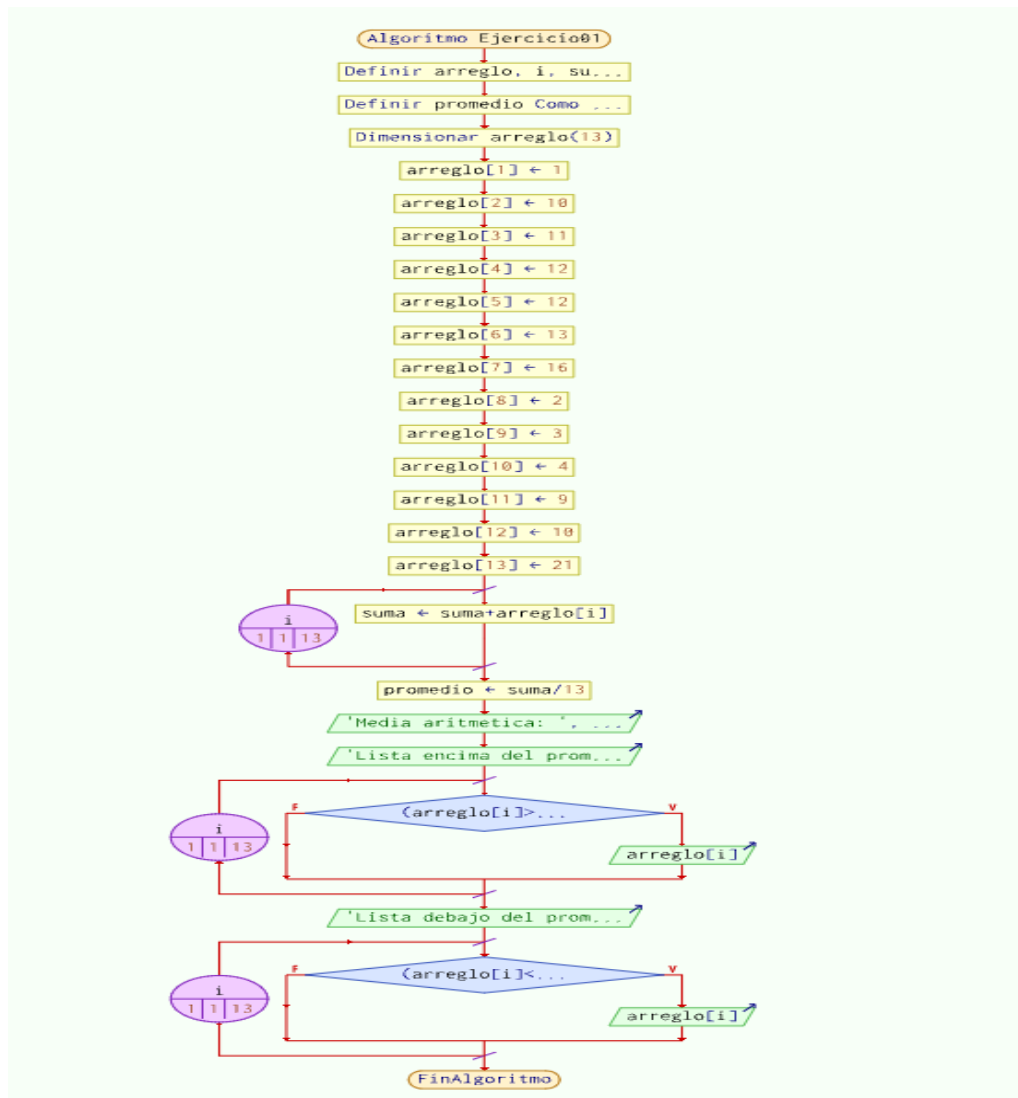 Algoritmo Ejercicio01
Definir arreglo, i, su...
Definir promedio Como ...
Dimensionar arreglo(13)
arreglo[1] ← 1
arreglo[2] ← 10
arreglo[3] ← 11
arreglo[4] ← 12
arreglo[5] ← 12
arreglo[6] ← 13
arreglo[7] ← 16
arreglo[8] ← 2
arreglo[9] ← 3
arreglo[10] ← 4
arreglo[11] ← 9
arreglo[12] ← 10
arreglo[13] ← 21
i
1 1 13
suma ← suma+arreglo[i]
promedio ← suma/13
'Media aritmetica: ', ...
'Lista encima del prom...
i
1 1 13
F
(arreglo[i]>...
V
arreglo[i]
'Lista debajo del prom...
i
1 1 13
F
(arreglo[i]<...
V
arreglo[i]
FinAlgoritmo